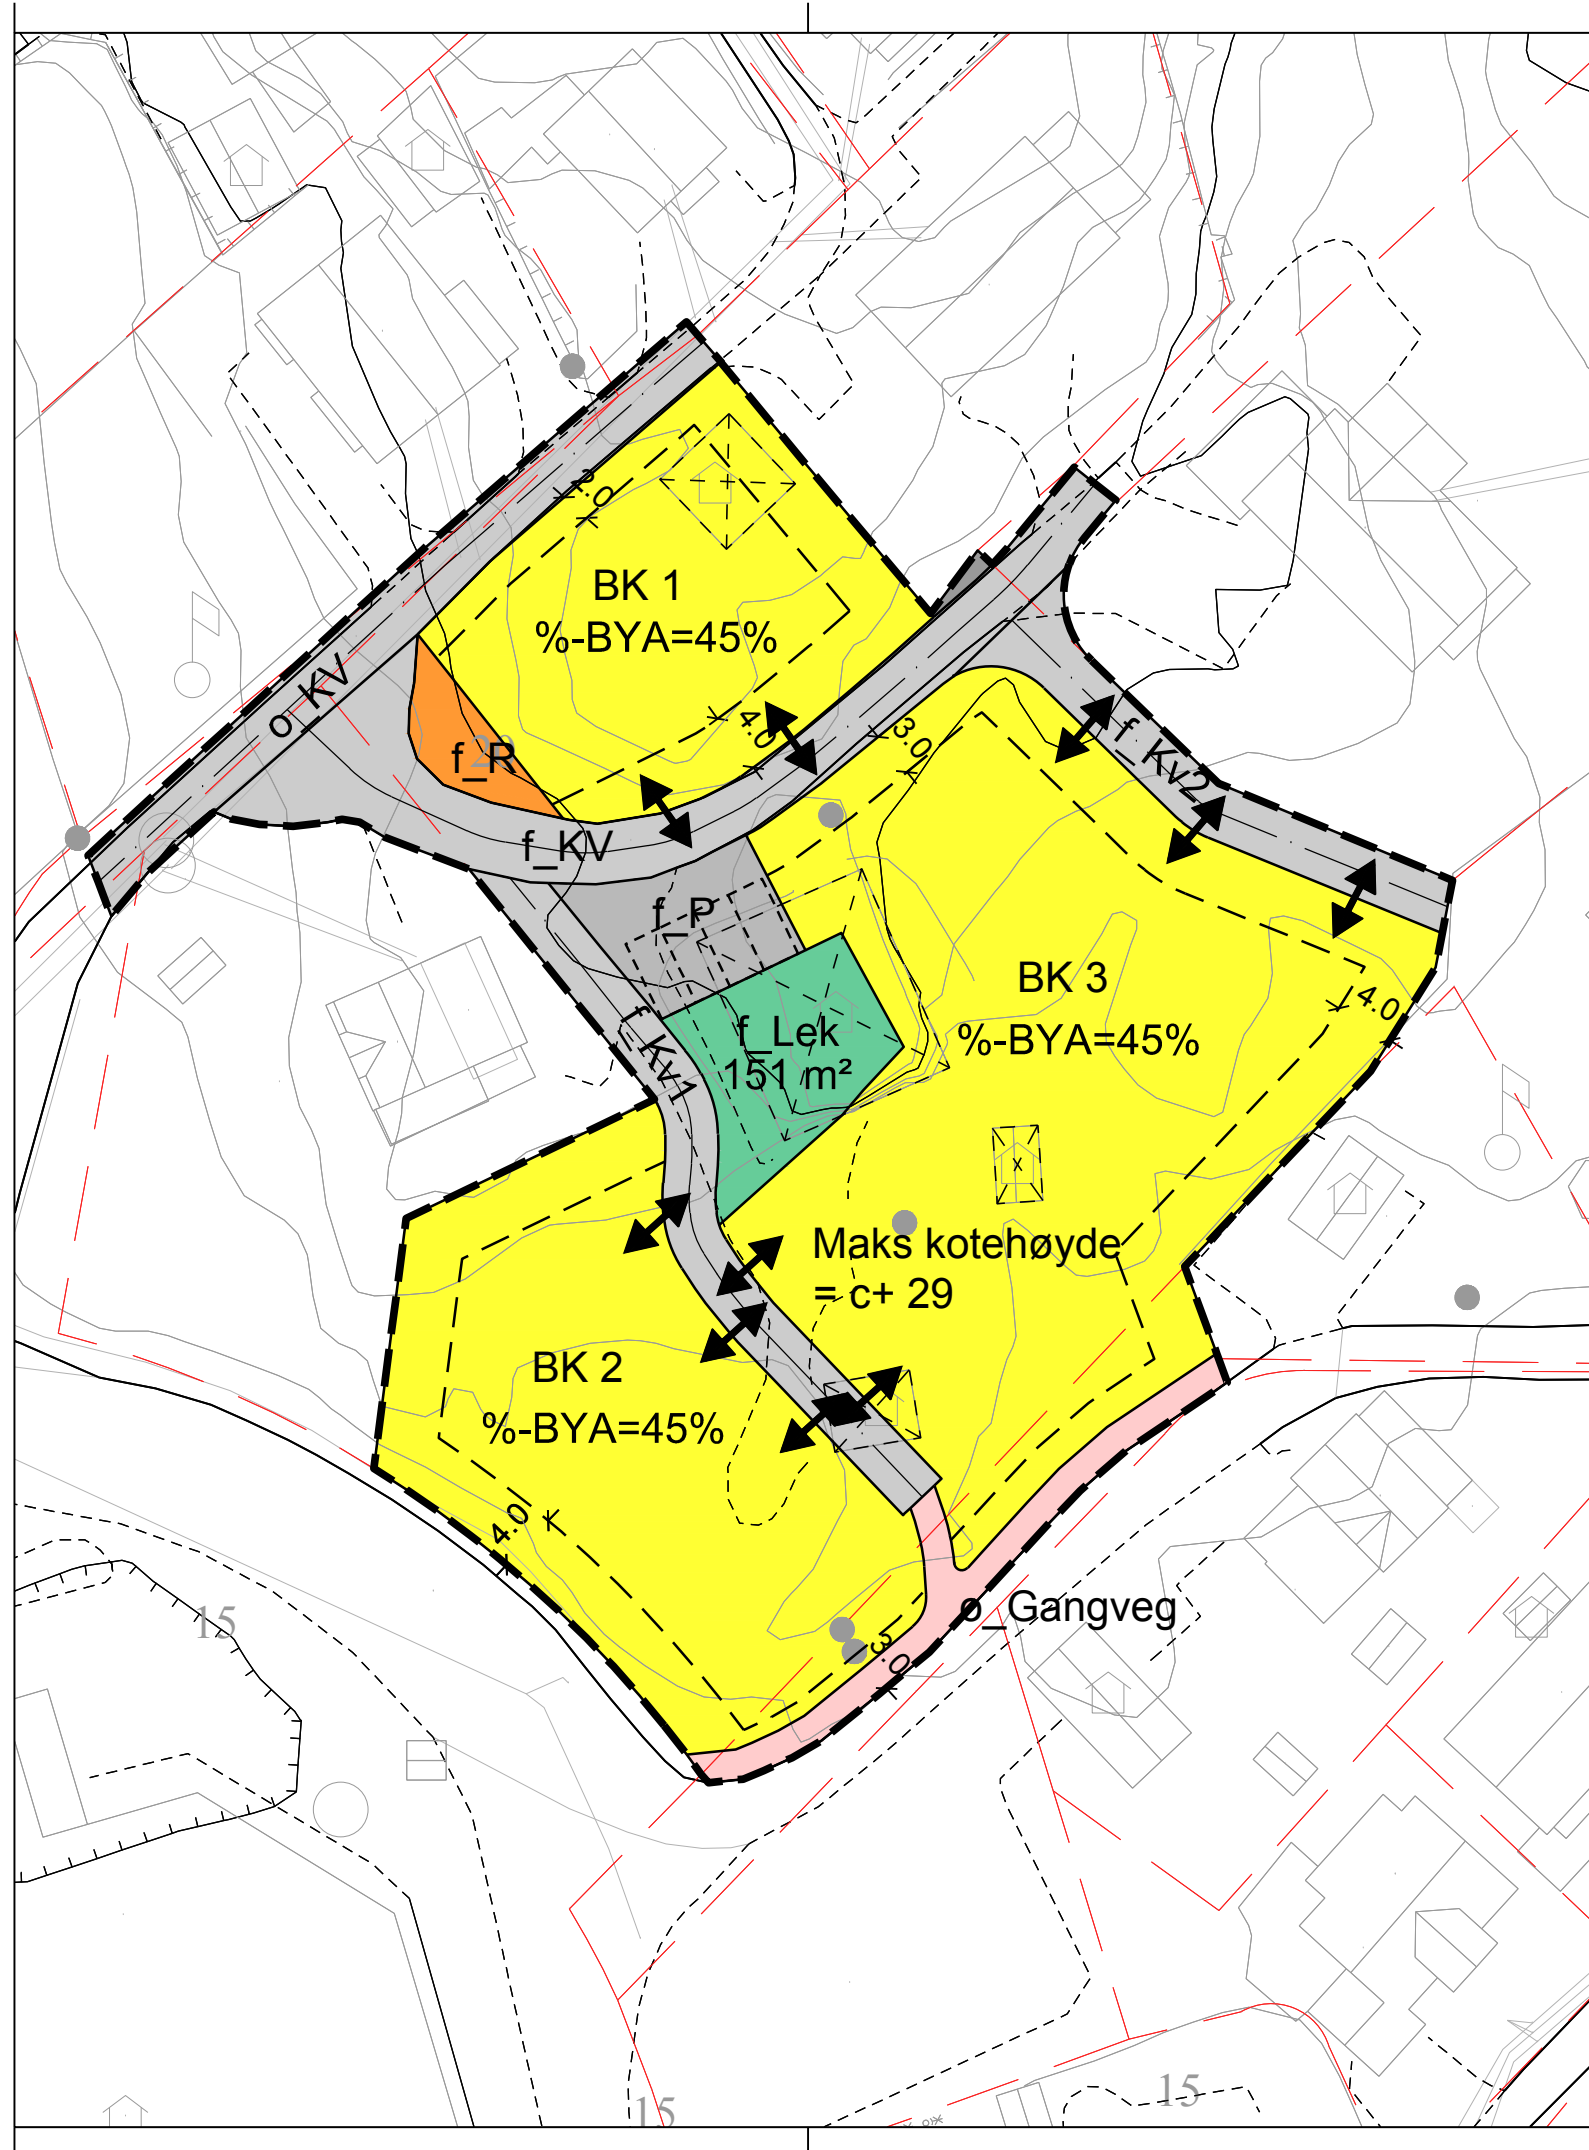 2.0
BK 1
%-BYA=45%
o_KV
4.0
3.0
f_Kv2
20
f_R
f_KV
f_P
BK 3
%-BYA=45%
4.0
f_Kv1
f_Lek
151 m²
Maks kotehøyde
= c+ 29
BK 2
%-BYA=45%
4.0
o_Gangveg
15
3.0
15
15